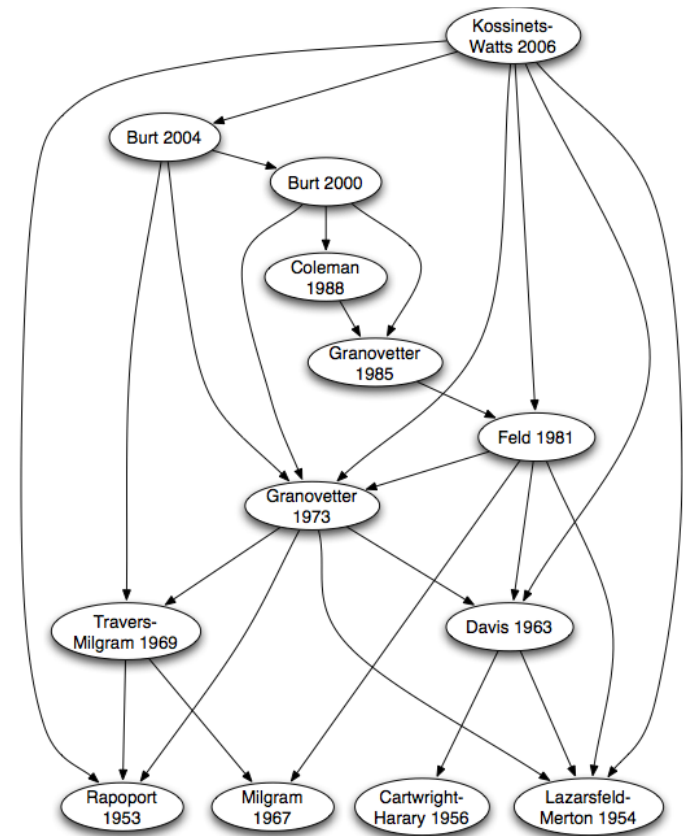 Kossinets-
Watts 2006
Burt 2004
Burt 2000
Coleman
1988
Granovetter
1985
Feld 1981
Granovetter
1973
Travers-
Milgram 1969
Davis 1963
Rapoport
1953
Milgram
1967
Cartwright-
Harary 1956
Lazarsfeld-
Merton 1954